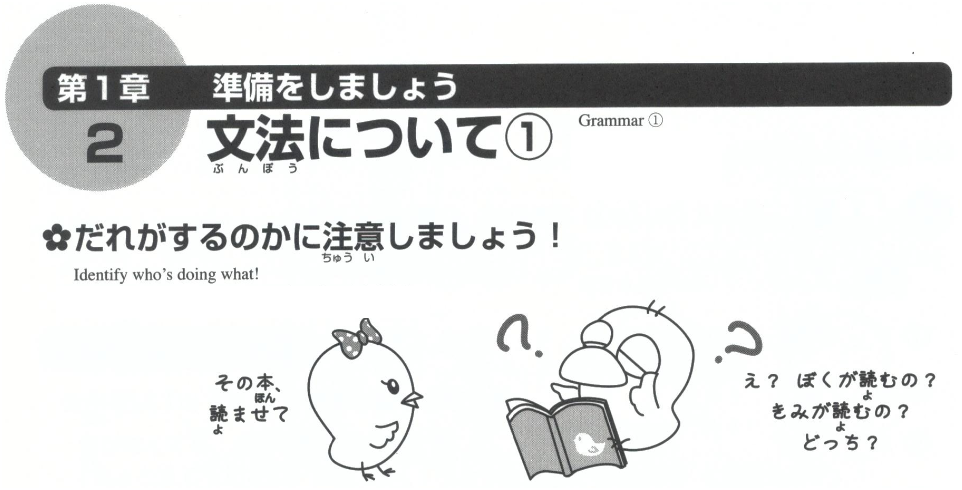 第1章 準備をしましょう
2 文法について① Grammar ①
ぶんぽう
✿だれがするのかに注意しましょう！
ちゅうい
Identify who's doing what!
その本、
ほん
読ませて
よ
え？ ぼくが読むの？
よ
きみが読むの？
よ
どっち？